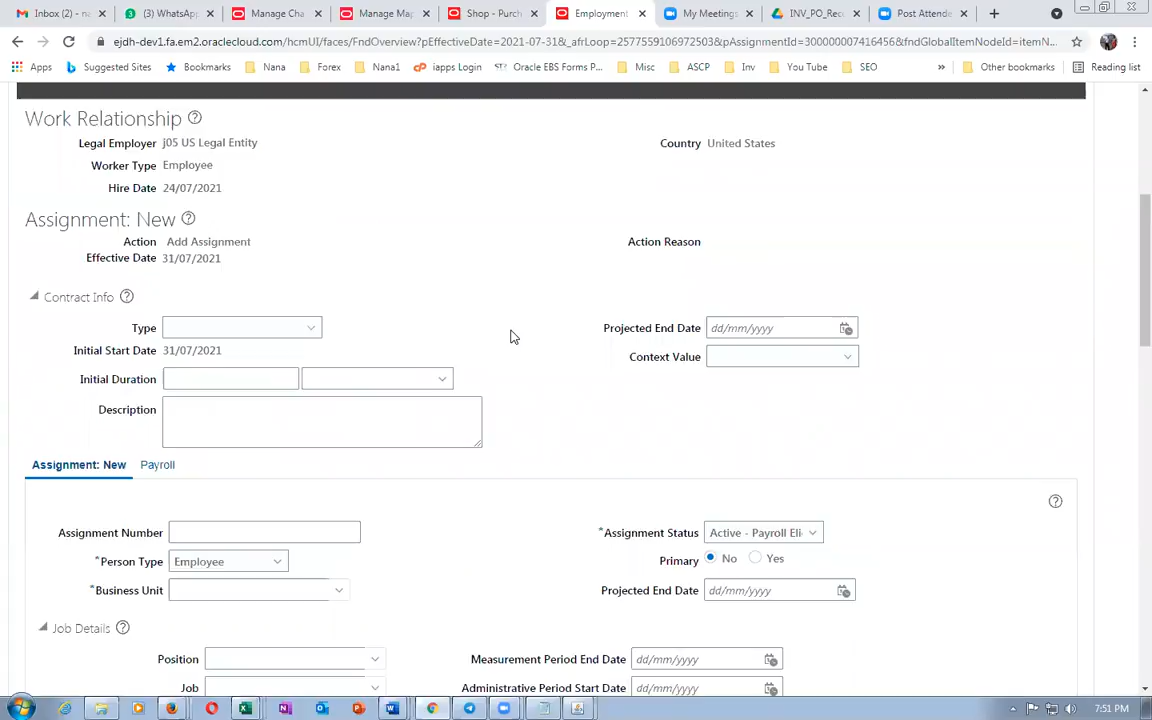 Inbox (2) - na
(3) WhatsApp
Manage Cha
Manage Map
Shop - Purch
Employment
My Meetings
INV_PO_Recu
Post Attende
ejdh-dev1.fa.em2.oraclecloud.com/hcmUI/faces/FndOverview?pEffectiveDate=2021-07-31&_afrLoop=2577559106972503&pAssignmentId=300000007416456&fndGlobalItemNodeId=itemN...
Apps
Suggested Sites
Bookmarks
Nana
Forex
Nana1
iapps Login
Oracle EBS Forms P...
Misc
ASCP
Inv
You Tube
SEO
»
Other bookmarks
Reading list
Work Relationship
Legal Employer j05 US Legal Entity
Country United States
Worker Type Employee
Hire Date 24/07/2021
Assignment: New
Action Add Assignment
Action Reason
Effective Date 31/07/2021
Contract Info
Type
Projected End Date dd/mm/yyyy
Initial Start Date 31/07/2021
Context Value
Initial Duration
Description
Assignment: New Payroll
Assignment Number
*Assignment Status Active - Payroll Eli
*Person Type Employee
Primary No Yes
*Business Unit
Projected End Date dd/mm/yyyy
Job Details
Position
Measurement Period End Date dd/mm/yyyy
Job
Administrative Period Start Date dd/mm/yyyy
7:51 PM